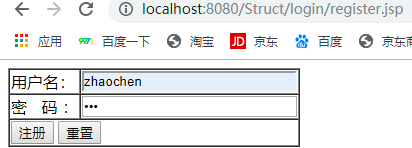 localhost:8080/Struct/login/register.jsp
应用 百度一下 淘宝 JD 京东 百度 京东
用户名： zhaochen
密 码： •••
注册 重置